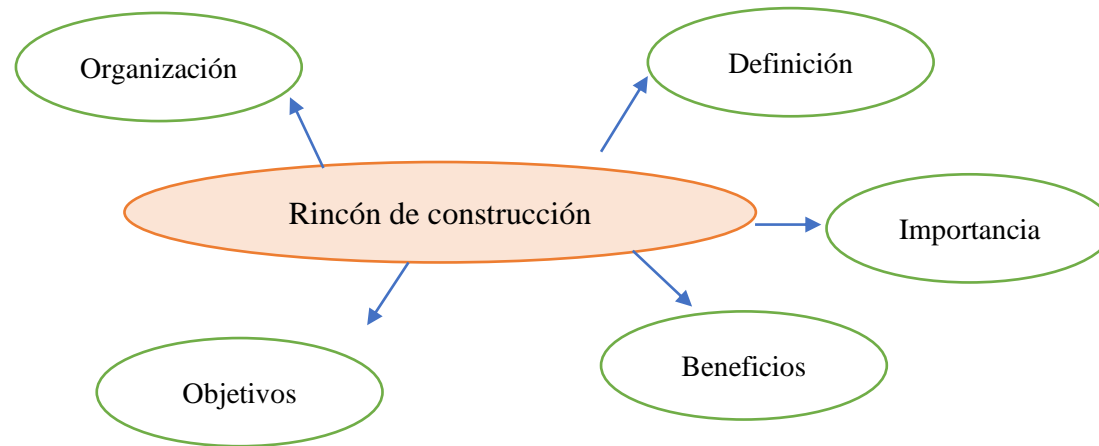 Organización
Definición
Rincón de construcción
Importancia
Objetivos
Beneficios